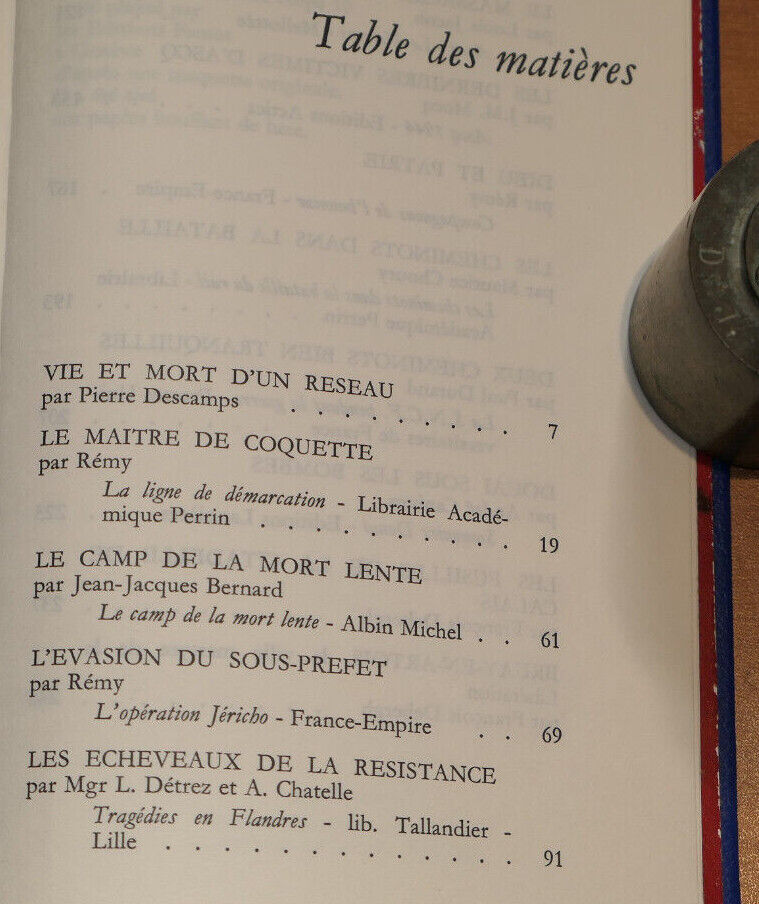 Table des matières
VIE ET MORT D'UN RESEAU
par Pierre Descamps . . . . . . . . . 7
LE MAITRE DE COQUETTE
par Rémy
La ligne de démarcation - Librairie Acadé-
mique Perrin . . . . . . . . . . 19
LE CAMP DE LA MORT LENTE
par Jean-Jacques Bernard
Le camp de la mort lente - Albin Michel . . 61
L'EVASION DU SOUS-PREFET
par Rémy
L'opération Jéricho - France-Empire . . 69
LES ECHEVEAUX DE LA RESISTANCE
par Mgr L. Détrez et A. Chatelle
Tragédies en Flandres - lib. Tallandier -
Lille . . . . . . . . . . . . . 91